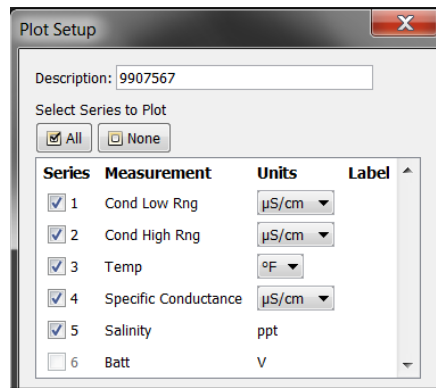 Plot Setup
X
Description: 9907567
Select Series to Plot
All None
Series Measurement Units Label
1 Cond Low Rng µS/cm
2 Cond High Rng µS/cm
3 Temp °F
4 Specific Conductance µS/cm
5 Salinity ppt
6 Batt V